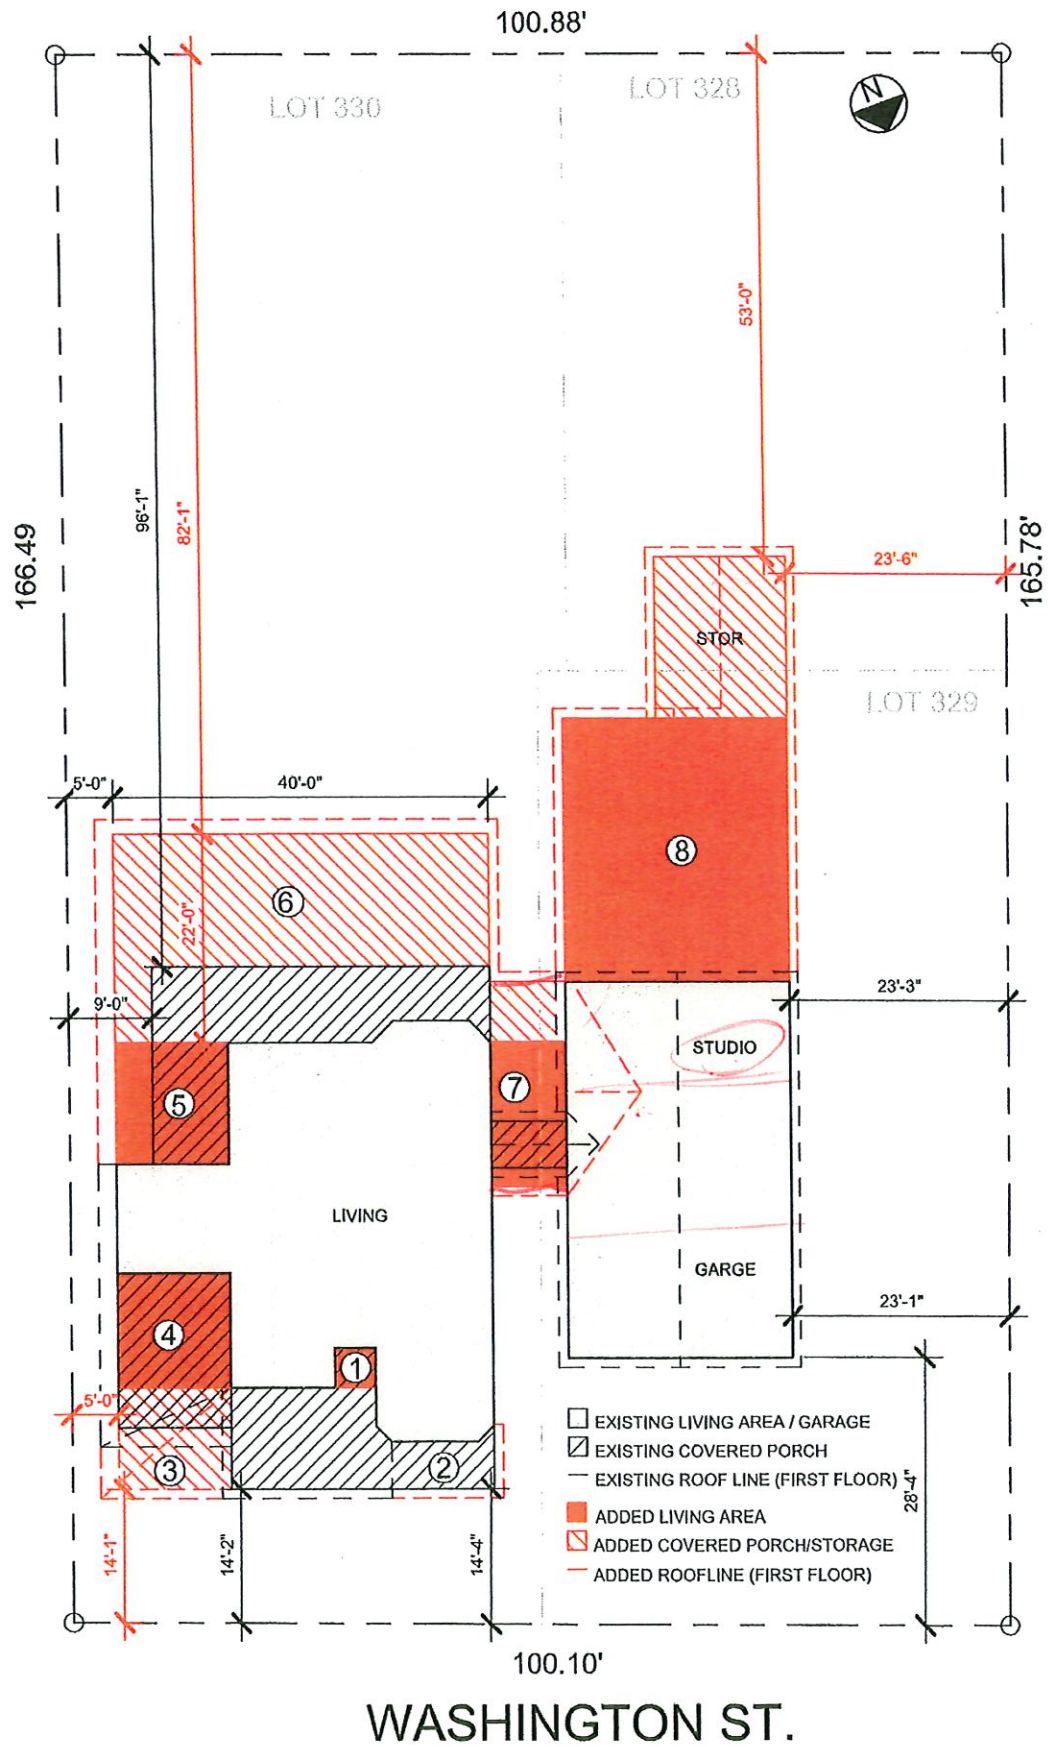 100.88'
LOT 330
LOT 328
N
53'-0"
96'-1"
82'-1"
166.49
165.78'
23'-6"
STOR
LOT 329
5'-0"
40'-0"
8
6
22'-0"
9'-0"
23'-3"
STUDIO
7
5
LIVING
GARGE
23'-1"
4
1
5'-0"
3
2
EXISTING LIVING AREA / GARAGE
EXISTING COVERED PORCH
EXISTING ROOF LINE (FIRST FLOOR)
28'-4"
ADDED LIVING AREA
ADDED COVERED PORCH/STORAGE
ADDED ROOFLINE (FIRST FLOOR)
14'-1"
14'-2"
14'-4"
100.10'
WASHINGTON ST.